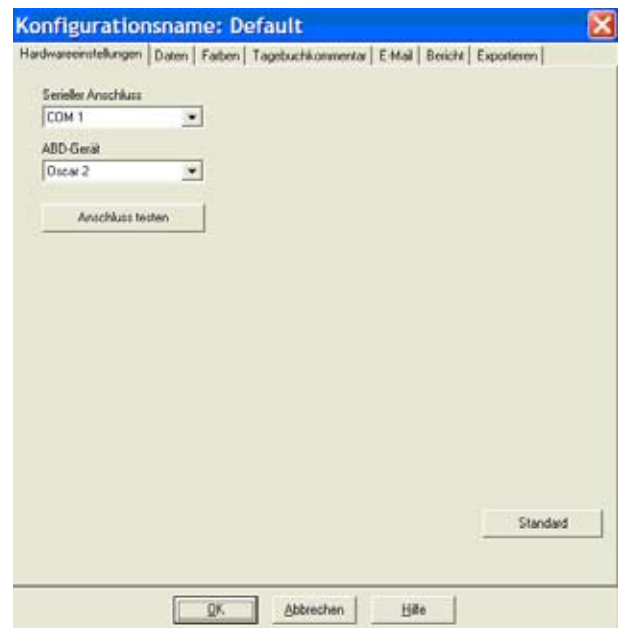 Konfigurationsname: Default
Hardwareeinstellungen Daten Farben Tagebuchkommentar E-Mail Bericht Exportieren
Serieller Anschluss
COM 1
ABD-Gerät
Oscar 2
Anschluss testen
Standard
OK Abbrechen Hilfe